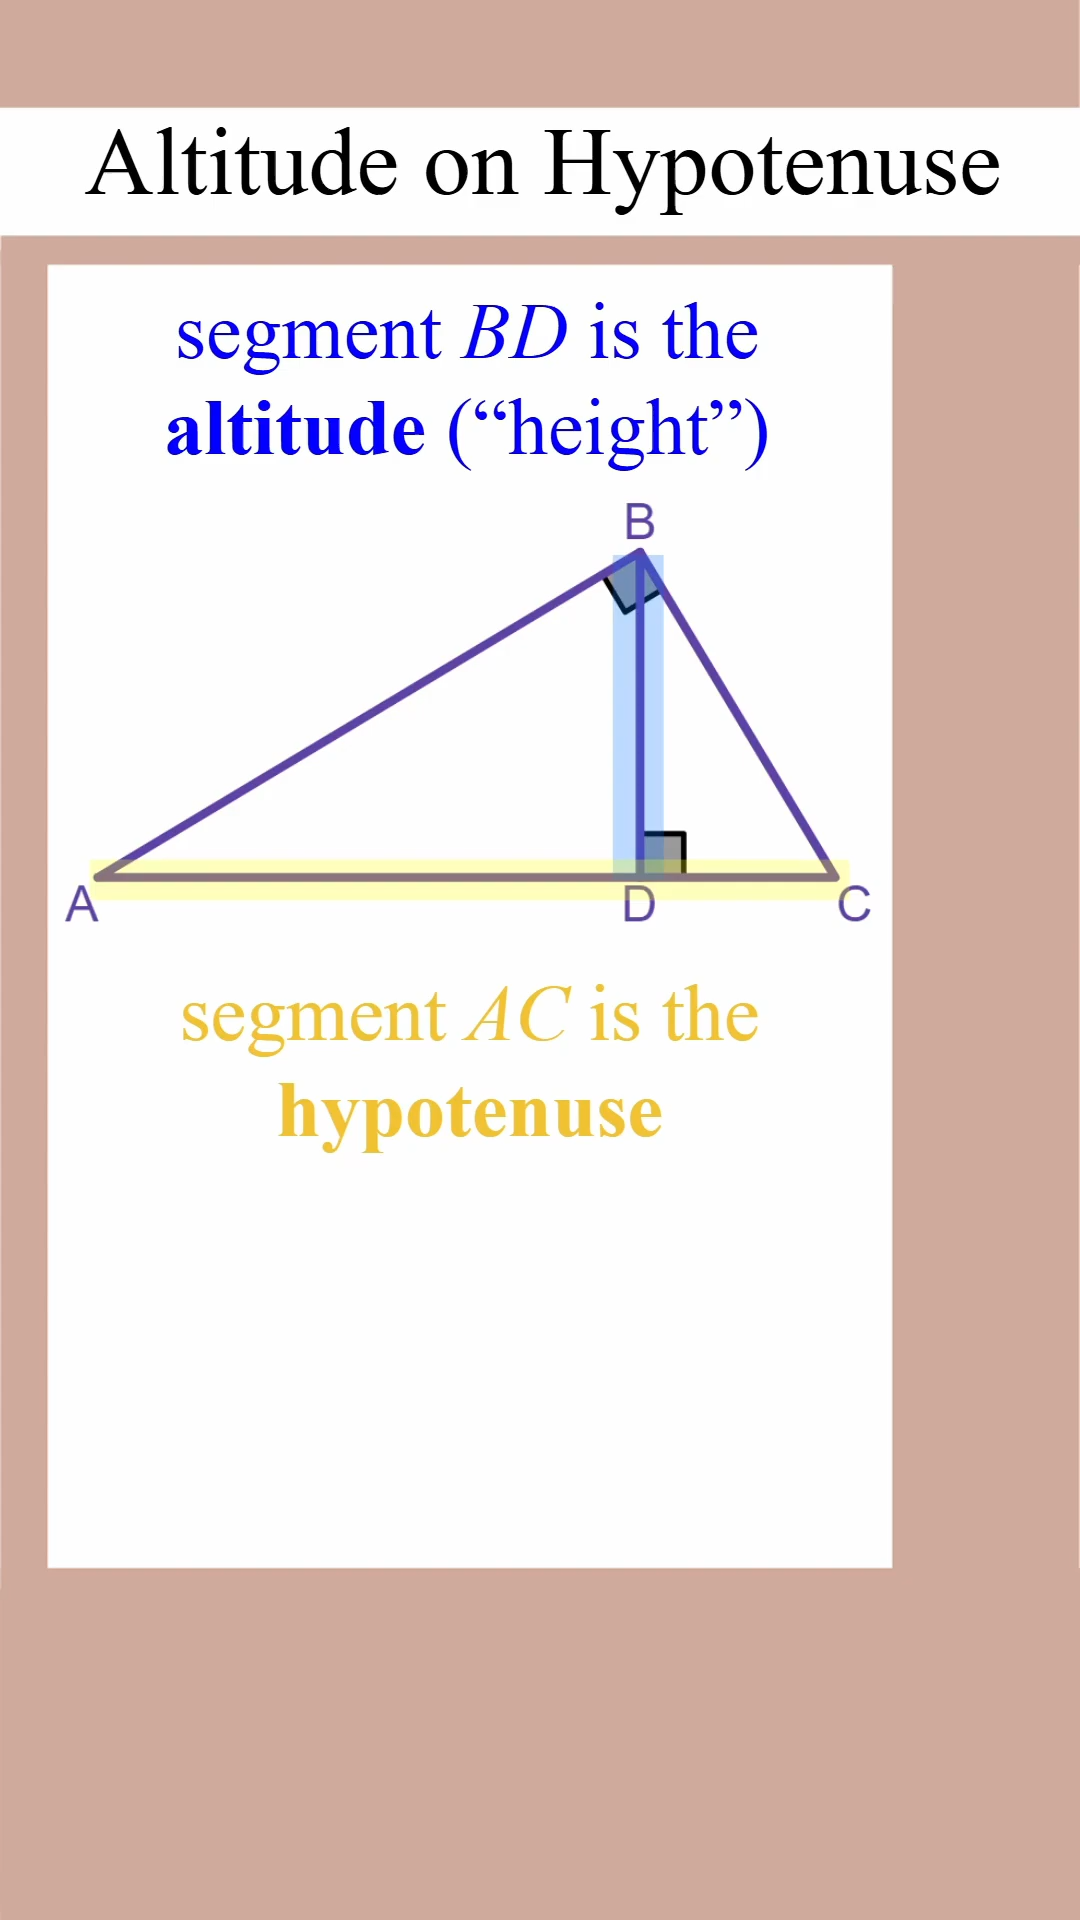 Altitude on Hypotenuse
segment BD is the
altitude (“height”)
B
A
D
C
segment AC is the
hypotenuse